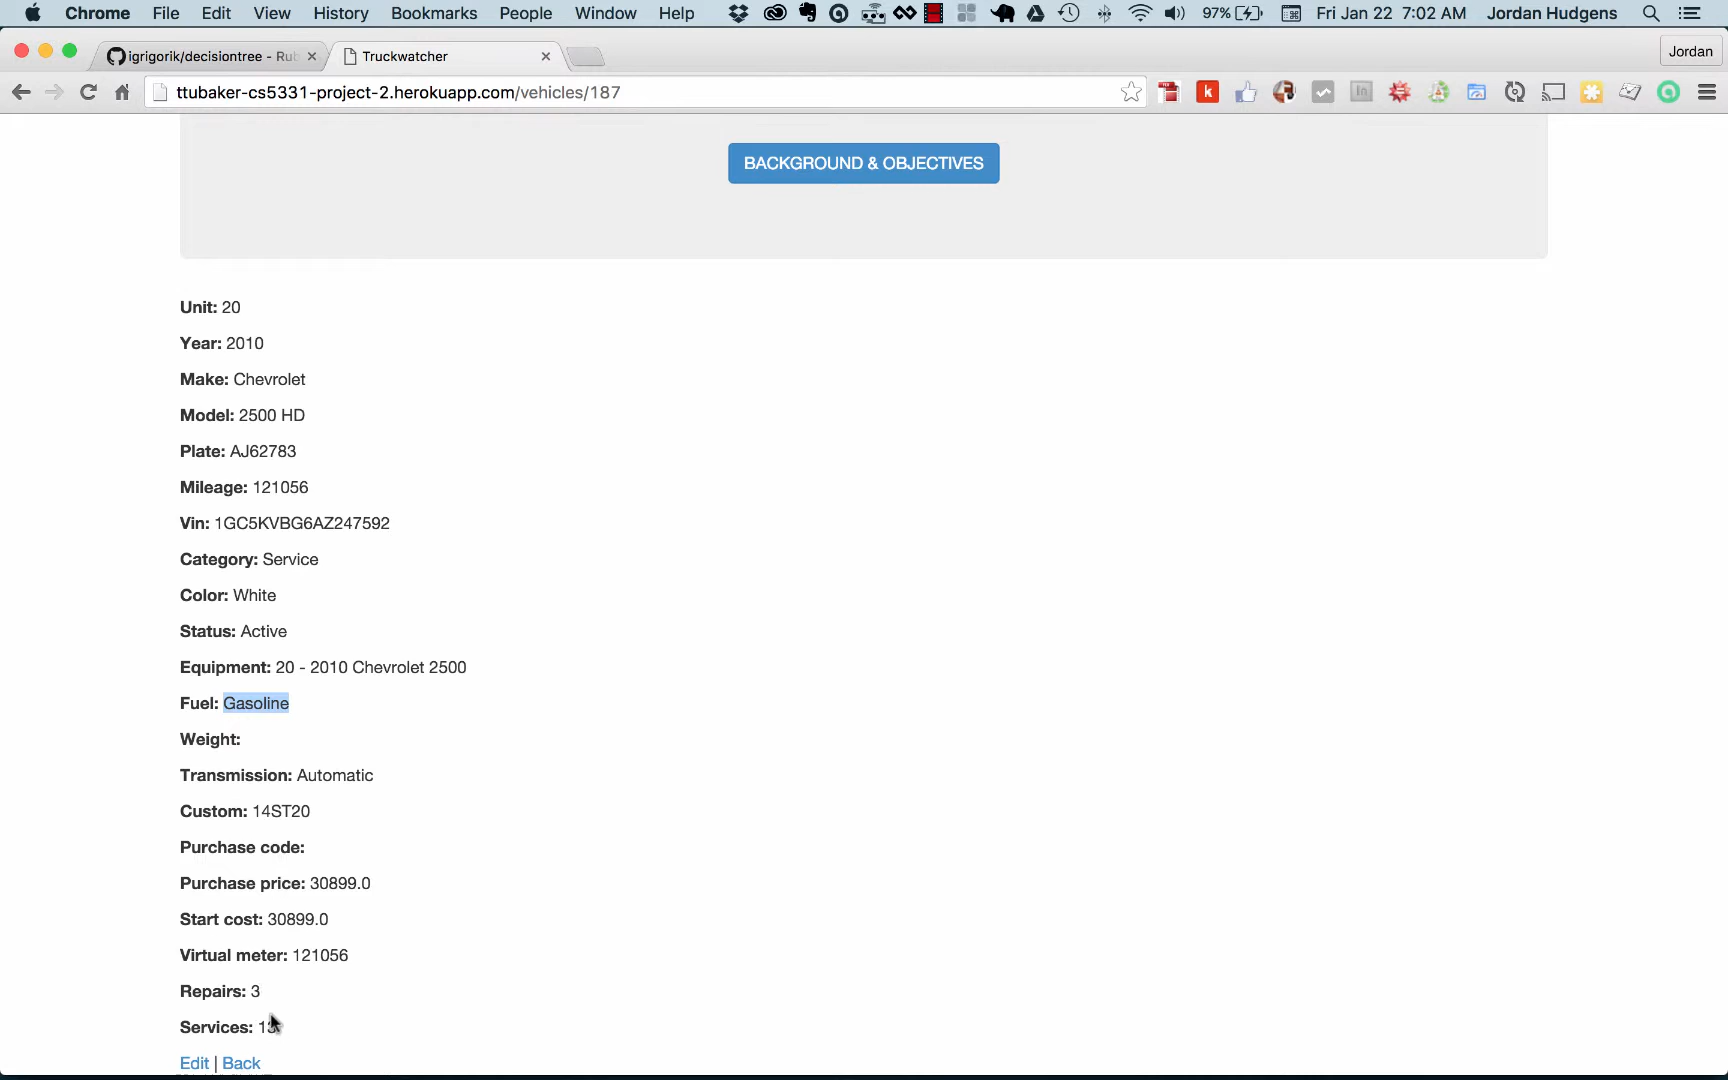 Chrome File Edit View History Bookmarks People Window Help 97% Fri Jan 22 7:02 AM Jordan Hudgens
igrigorik/decisiontree - Rub Truckwatcher Jordan
ttubaker-cs5331-project-2.herokuapp.com/vehicles/187
BACKGROUND & OBJECTIVES
Unit: 20
Year: 2010
Make: Chevrolet
Model: 2500 HD
Plate: AJ62783
Mileage: 121056
Vin: 1GC5KVBG6AZ247592
Category: Service
Color: White
Status: Active
Equipment: 20 - 2010 Chevrolet 2500
Fuel: Gasoline
Weight:
Transmission: Automatic
Custom: 14ST20
Purchase code:
Purchase price: 30899.0
Start cost: 30899.0
Virtual meter: 121056
Repairs: 3
Services:
Edit | Back